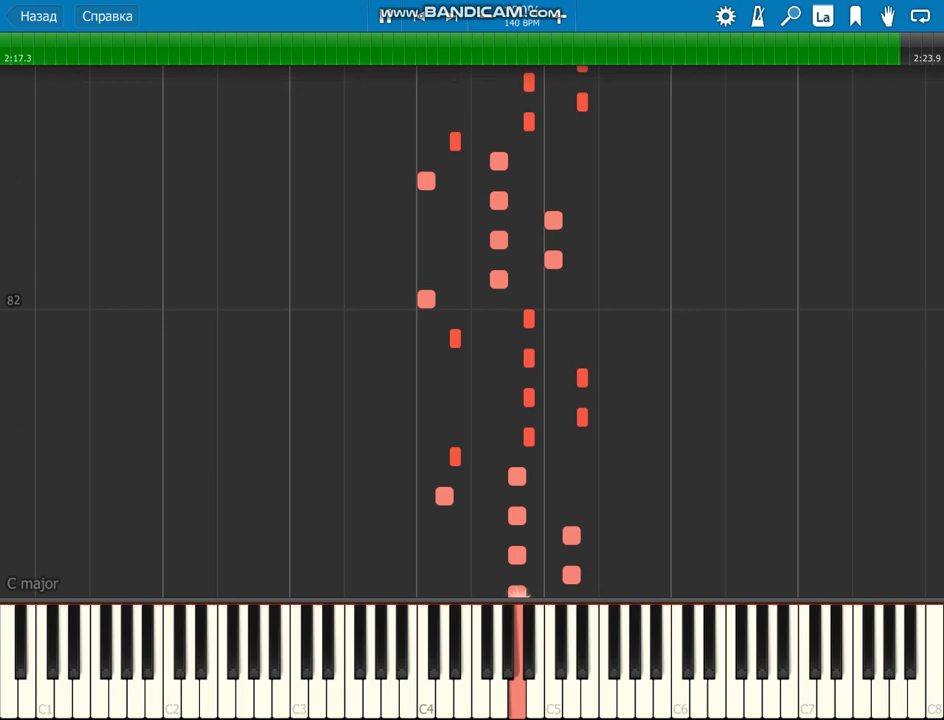 Назад
Справка
www.BANDICAM.com
140 BPM
La
2:17.3
2:23.9
82
C major
C1
C2
C3
C4
C5
C6
C7
C8